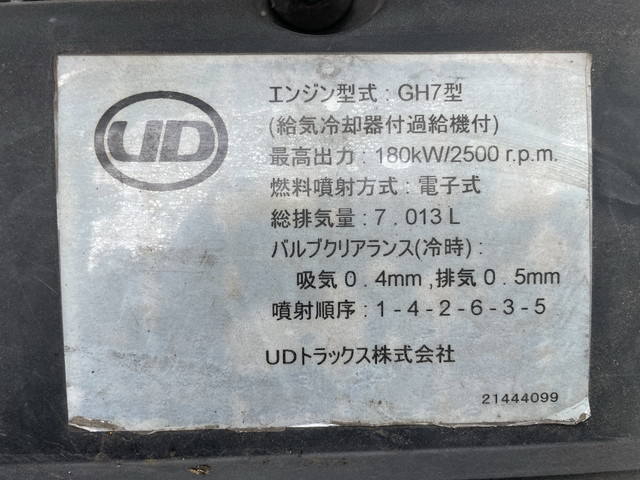 UD
エンジン型式：GH7型
(給気冷却器付過給機付)
最高出力：180kW/2500 r.p.m.
燃料噴射方式：電子式
総排気量：7．013 L
バルブクリアランス(冷時)：
吸気0．4mm ,排気0．5mm
噴射順序：1-4-2-6-3-5
UDトラックス株式会社
21444099